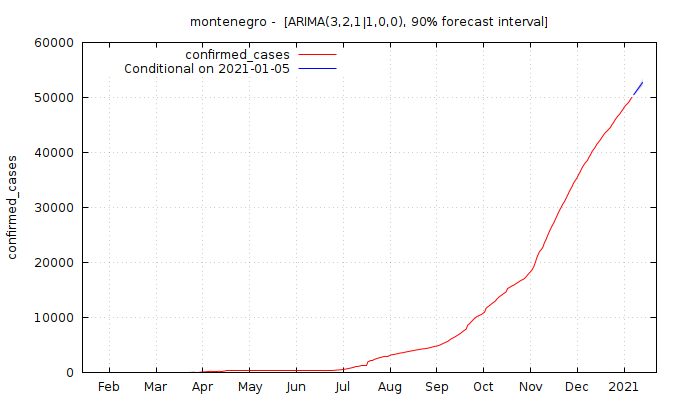 montenegro - [ARIMA(3,2,1|1,0,0), 90% forecast interval]
60000
confirmed_cases
Conditional on 2021-01-05
50000
40000
30000
20000
10000
0
confirmed_cases
Feb Mar Apr May Jun Jul Aug Sep Oct Nov Dec 2021